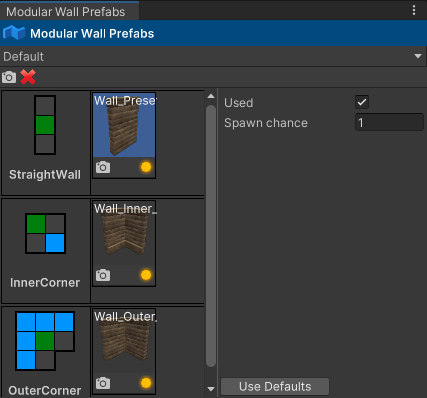 Modular Wall Prefabs
Modular Wall Prefabs
Default
Wall_Prese
StraightWall
Used
Spawn chance 1
Wall_Inner_
InnerCorner
Wall_Outer_
OuterCorner
Use Defaults